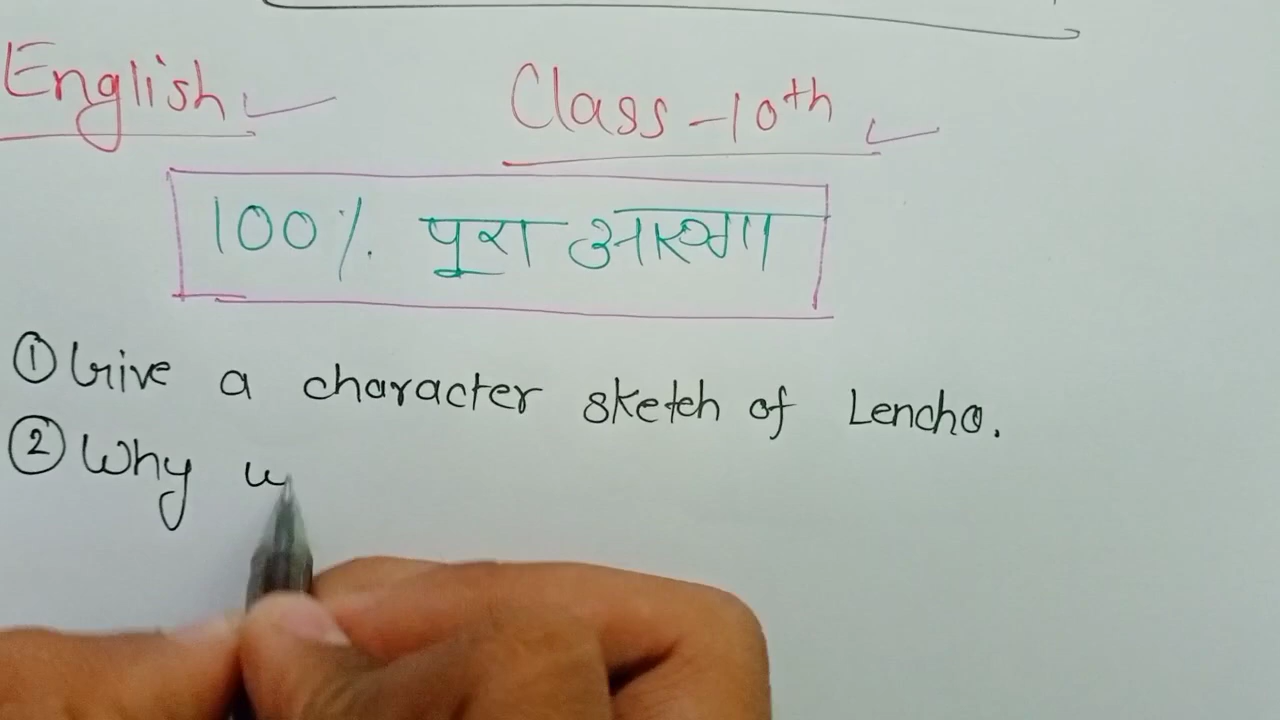 English Class-10th
100% पूरा आएगा
① Give a character sketch of Lencho.
② Why